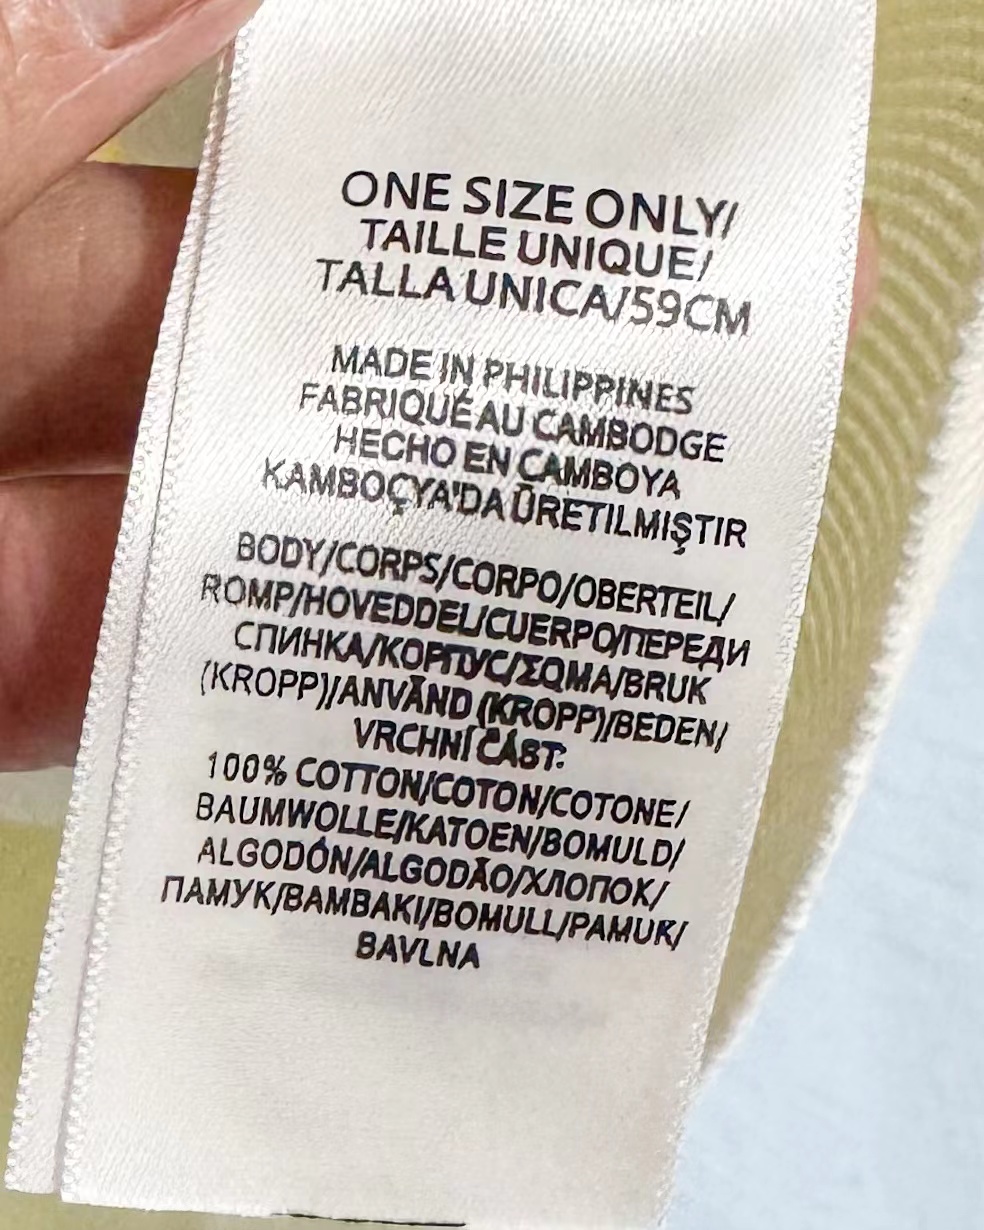 ONE SIZE ONLY/
TAILLE UNIQUE/
TALLA UNICA/59CM
MADE IN PHILIPPINES
FABRIQUÉ AU CAMBODGE
HECHO EN CAMBOYA
KAMBOÇYA'DA ÜRETILMIŞTIR
BODY/CORPS/CORPO/OBERTEIL/
ROMP/HOVEDDEL/CUERPO/ПЕРЕДИ
СПИНКА/КОРПУС/ΣΩΜΑ/BRUK
(KROPP)/ANVÄND (KROPP)/BEDEN/
VRCHNÍ ČÁST:
100% COTTON/COTON/COTONE/
BAUMWOLLE/KATOEN/BOMULD/
ALGODÓN/ALGODÃO/ХЛОПОК/
ПАМУК/BAMBAKI/BOMULL/PAMUK/
BAVLNA